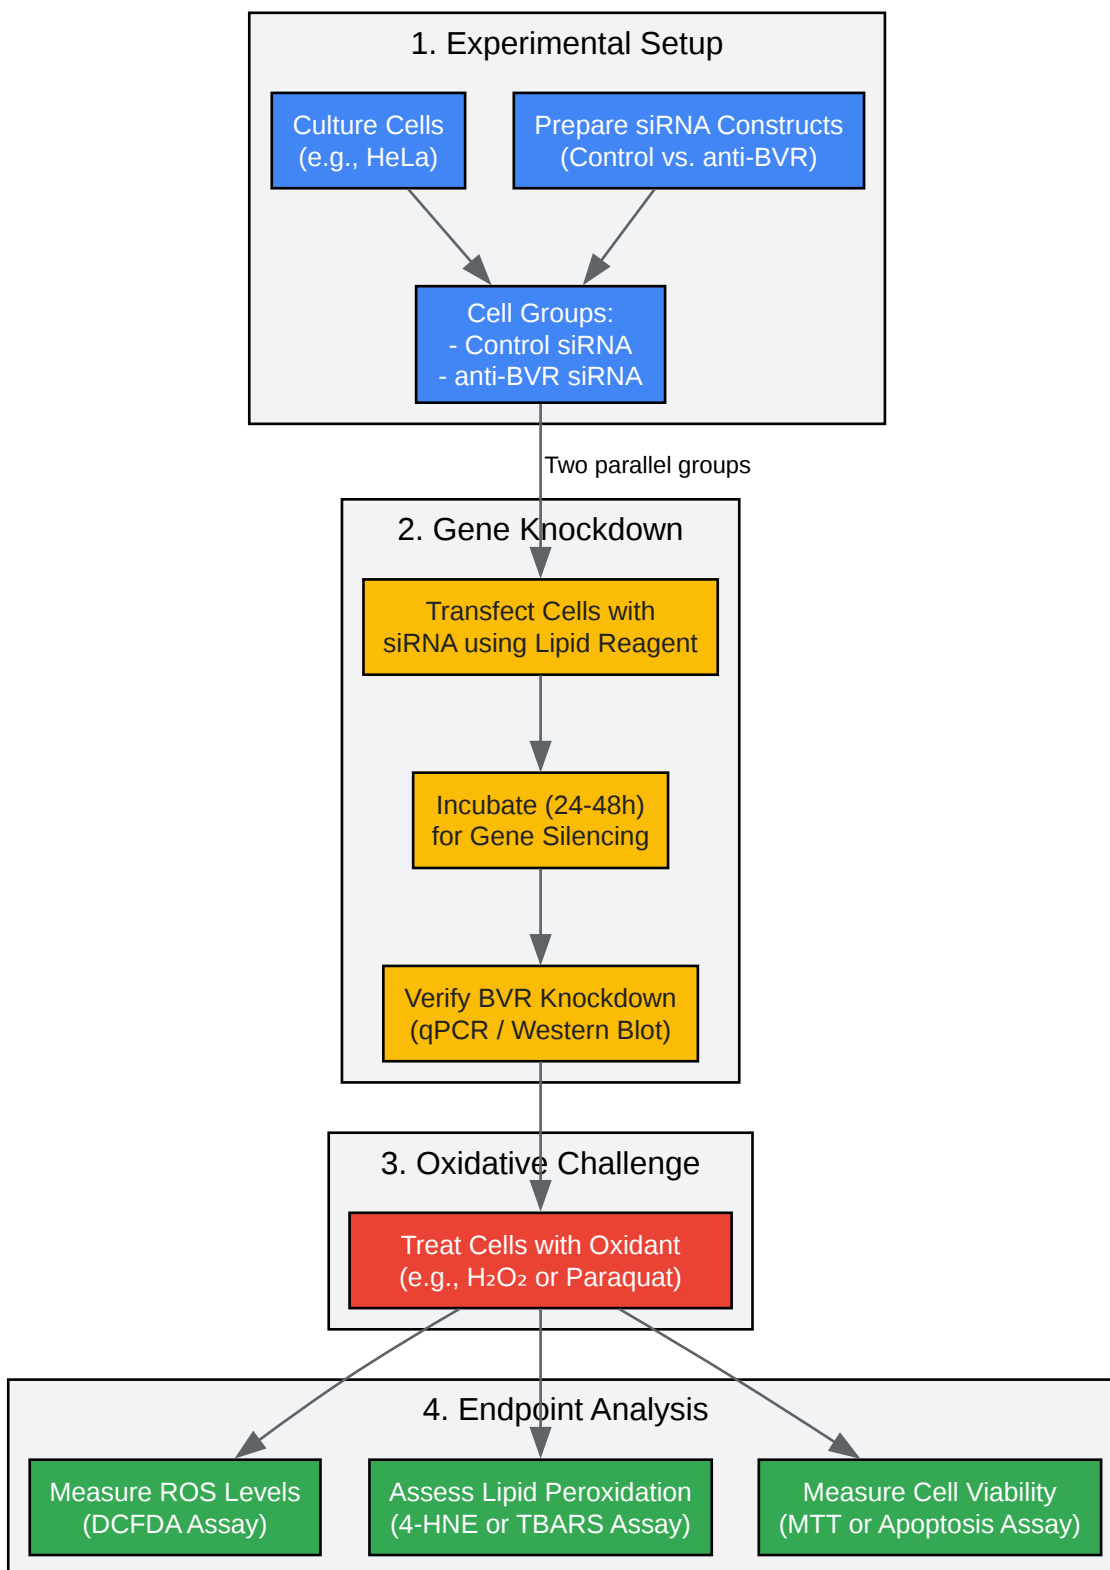 1. Experimental Setup
Culture Cells
(e.g., HeLa)
Prepare siRNA Constructs
(Control vs. anti-BVR)
Cell Groups:
- Control siRNA
- anti-BVR siRNA
Two parallel groups
2. Gene Knockdown
Transfect Cells with
siRNA using Lipid Reagent
Incubate (24-48h)
for Gene Silencing
Verify BVR Knockdown
(qPCR / Western Blot)
3. Oxidative Challenge
Treat Cells with Oxidant
(e.g., H₂O₂ or Paraquat)
4. Endpoint Analysis
Measure ROS Levels
(DCFDA Assay)
Assess Lipid Peroxidation
(4-HNE or TBARS Assay)
Measure Cell Viability
(MTT or Apoptosis Assay)